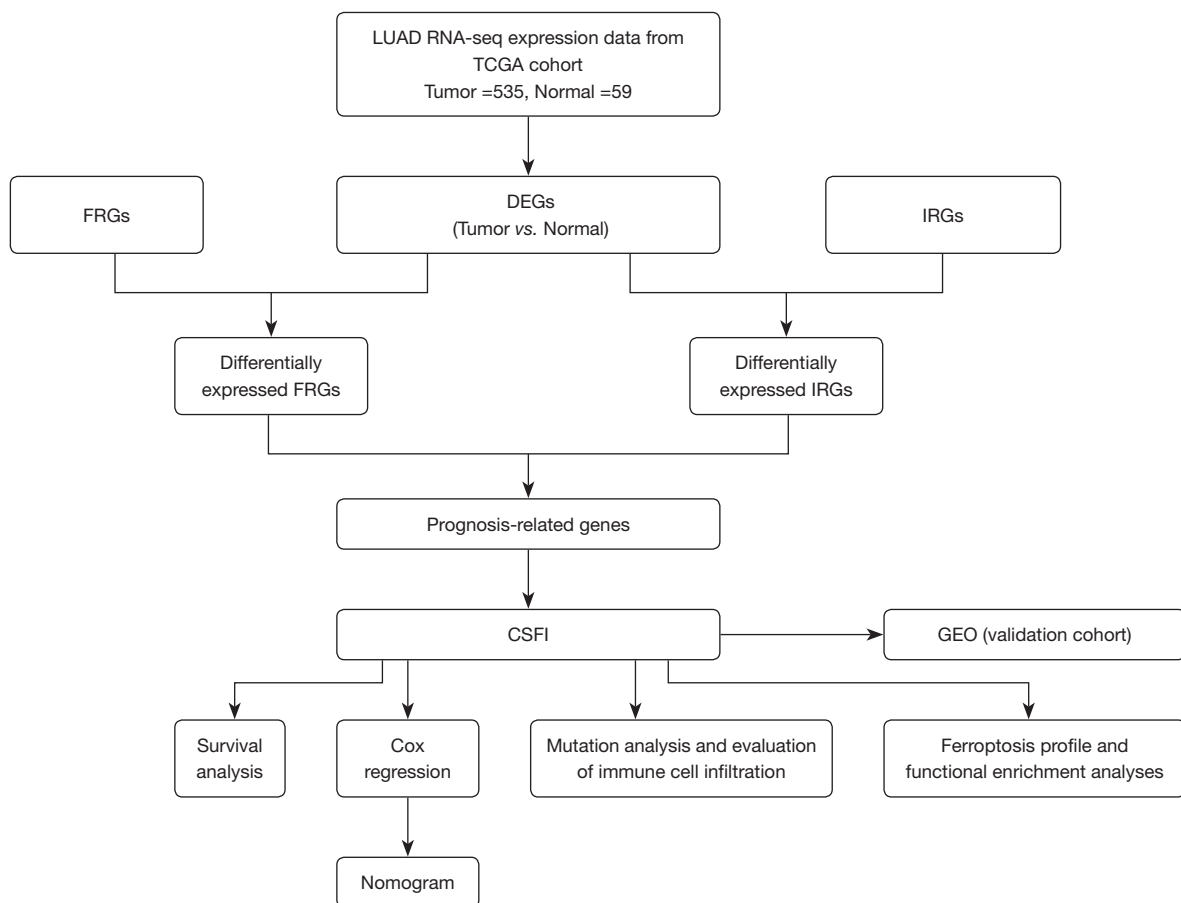 LUAD RNA-seq expression data from
TCGA cohort
Tumor =535, Normal =59
FRGs
DEGs
(Tumor vs. Normal)
IRGs
Differentially
expressed FRGs
Differentially
expressed IRGs
Prognosis-related genes
CSFI
GEO (validation cohort)
Survival
analysis
Cox
regression
Mutation analysis and evaluation
of immune cell infiltration
Ferroptosis profile and
functional enrichment analyses
Nomogram